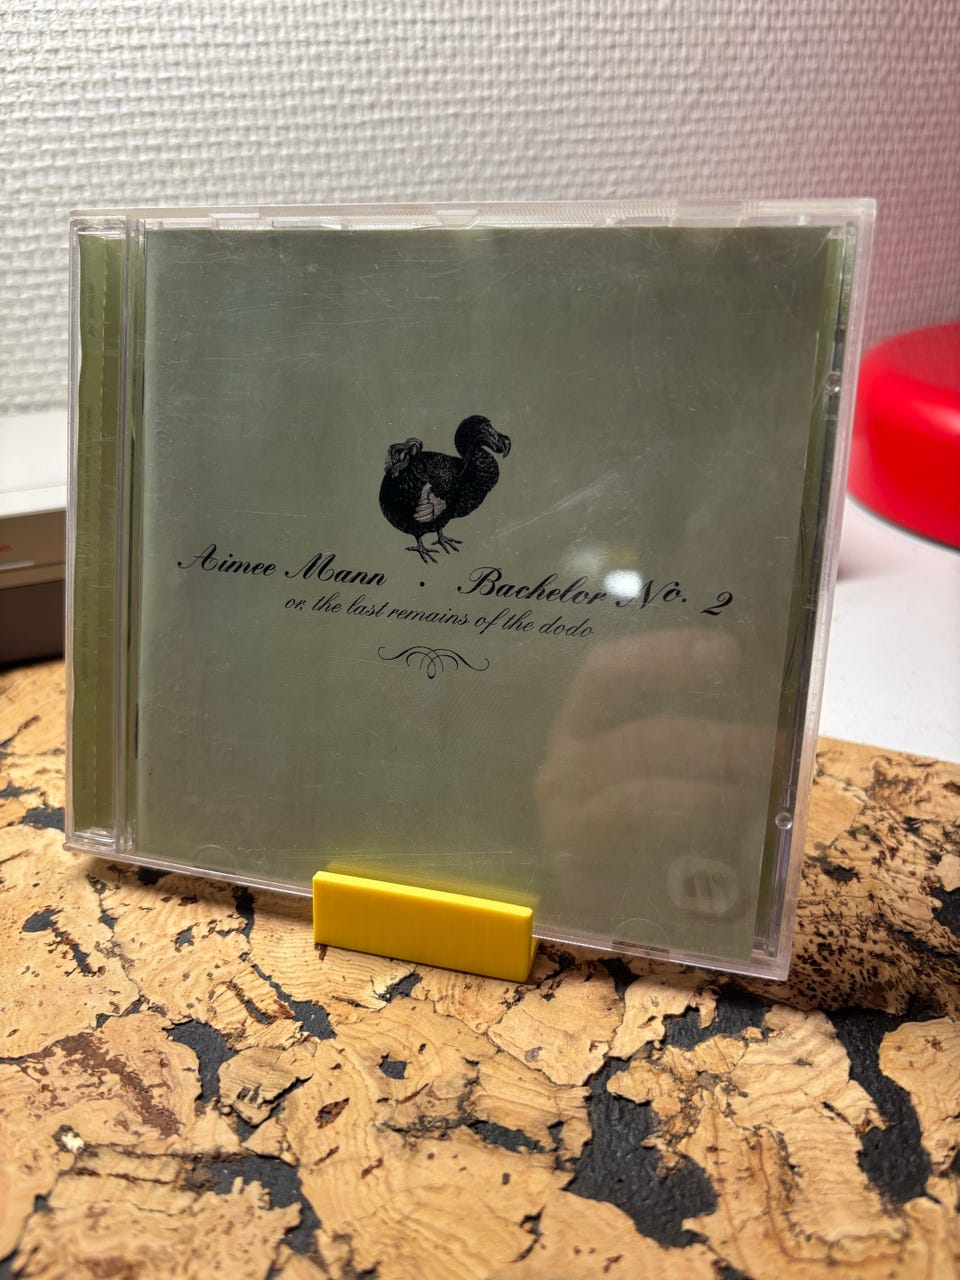 Aimee Mann · Bachelor No. 2
or, the last remains of the dodo